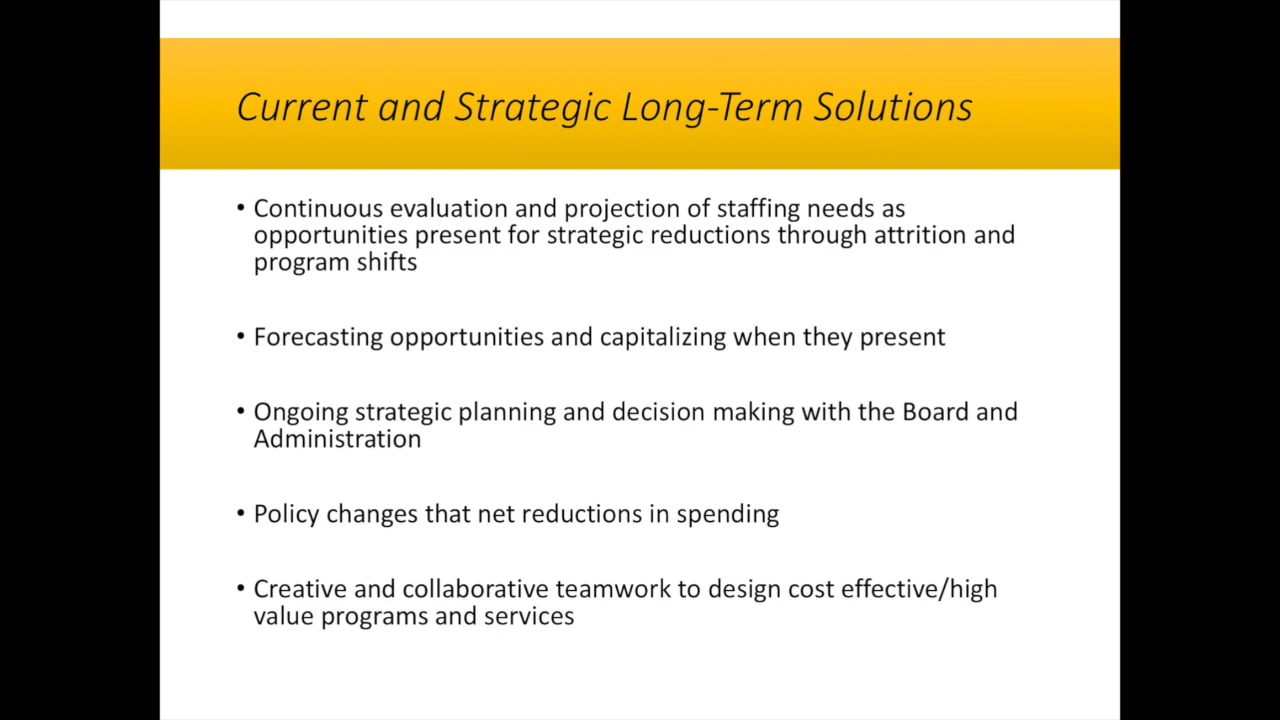 Current and Strategic Long-Term Solutions
• Continuous evaluation and projection of staffing needs as
opportunities present for strategic reductions through attrition and
program shifts
• Forecasting opportunities and capitalizing when they present
• Ongoing strategic planning and decision making with the Board and
Administration
• Policy changes that net reductions in spending
• Creative and collaborative teamwork to design cost effective/high
value programs and services